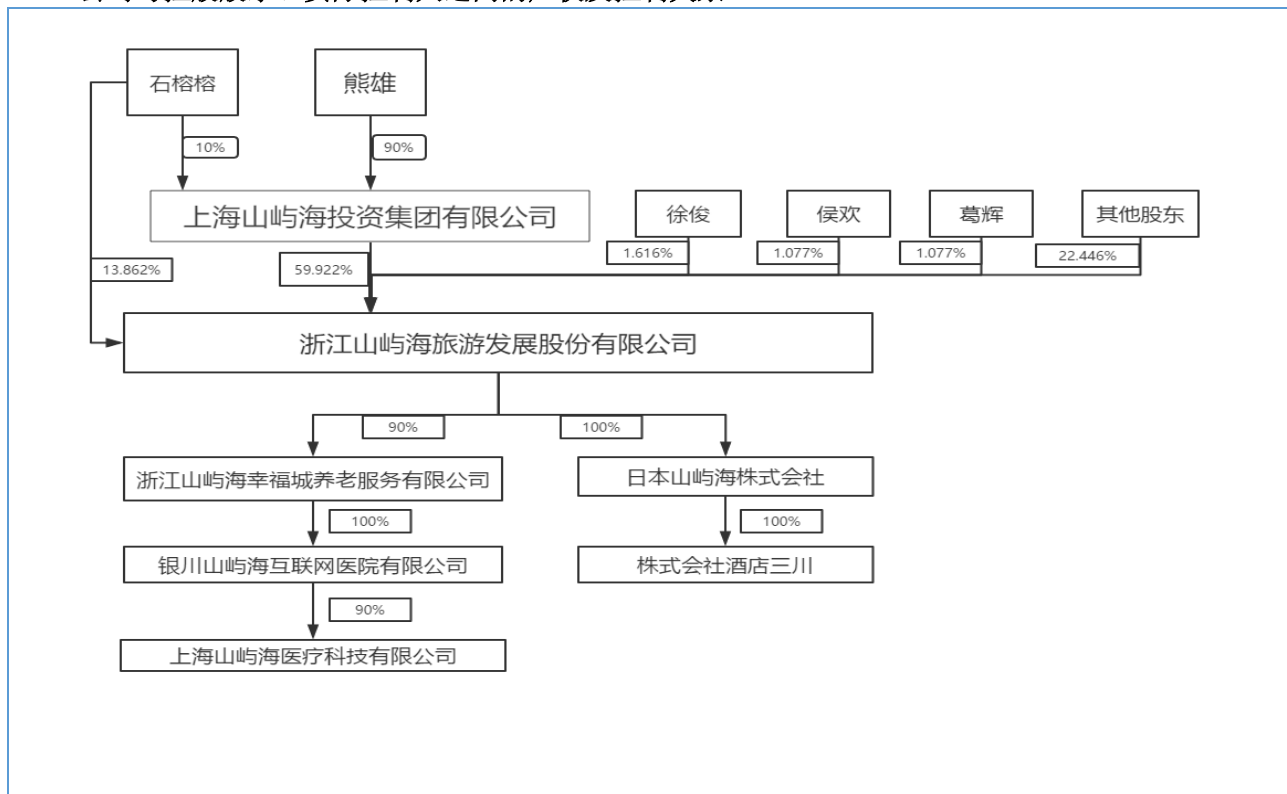 石榕榕
熊雄
10%
90%
上海山屿海投资集团有限公司
徐俊
侯欢
葛辉
其他股东
13.862%
59.922%
1.616%
1.077%
1.077%
22.446%
浙江山屿海旅游发展股份有限公司
90%
100%
浙江山屿海幸福城养老服务有限公司
日本山屿海株式会社
100%
100%
银川山屿海互联网医院有限公司
株式会社酒店三川
90%
上海山屿海医疗科技有限公司